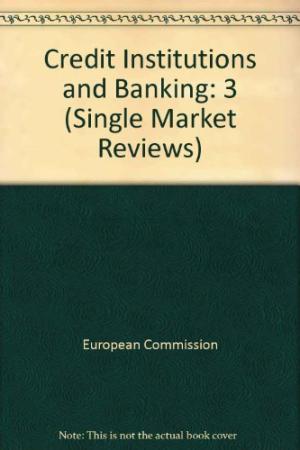 Credit Institutions
and Banking: 3
(Single Market
Reviews)
European Commission
Note: This is not the actual book cover